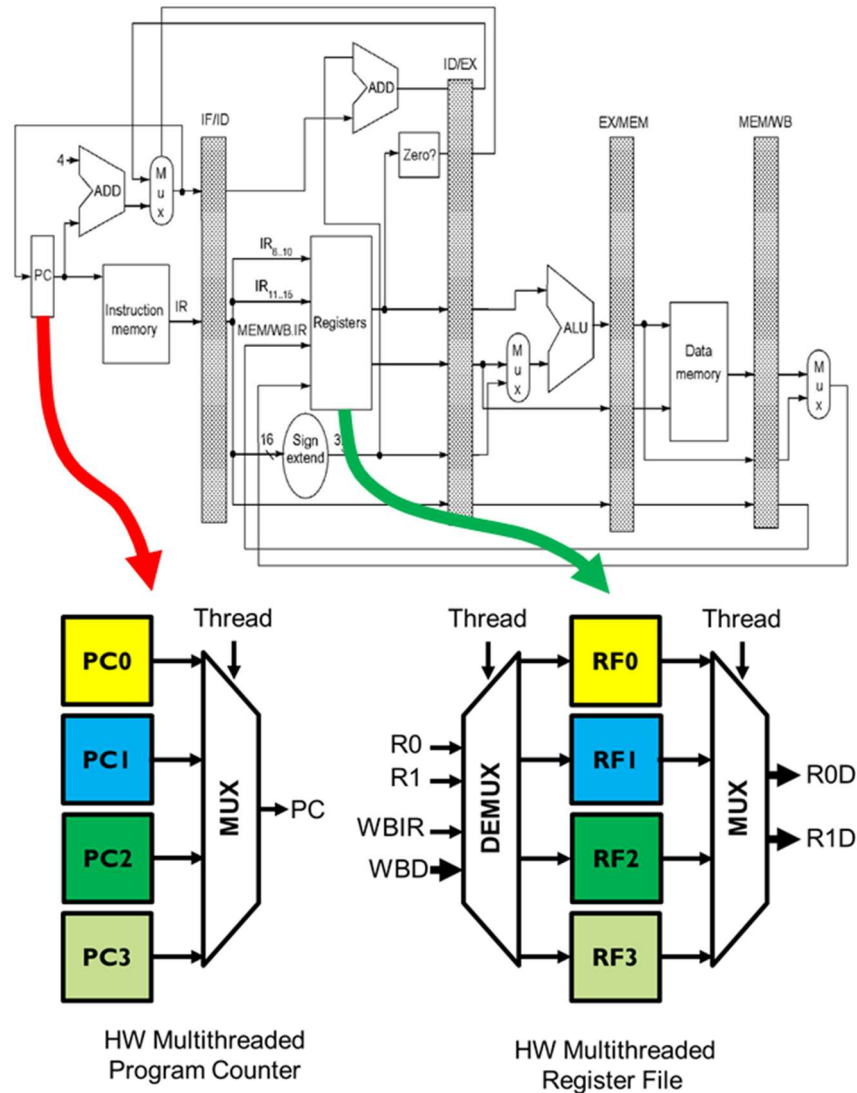 ID/EX
ADD
IF/ID
EX/MEM
MEM/WB
Zero?
4
ADD
M
u
x
PC
IR6..10
IR11..15
Instruction
memory
IR
MEM/WB.IR
Registers
ALU
M
u
x
Data
memory
M
u
x
16
Sign
extend
Thread
PC0
PC1
PC2
PC3
MUX
PC
HW Multithreaded
Program Counter
Thread
Thread
R0
R1
WBIR
WBD
DEMUX
RF0
RF1
RF2
RF3
MUX
R0D
R1D
HW Multithreaded
Register File